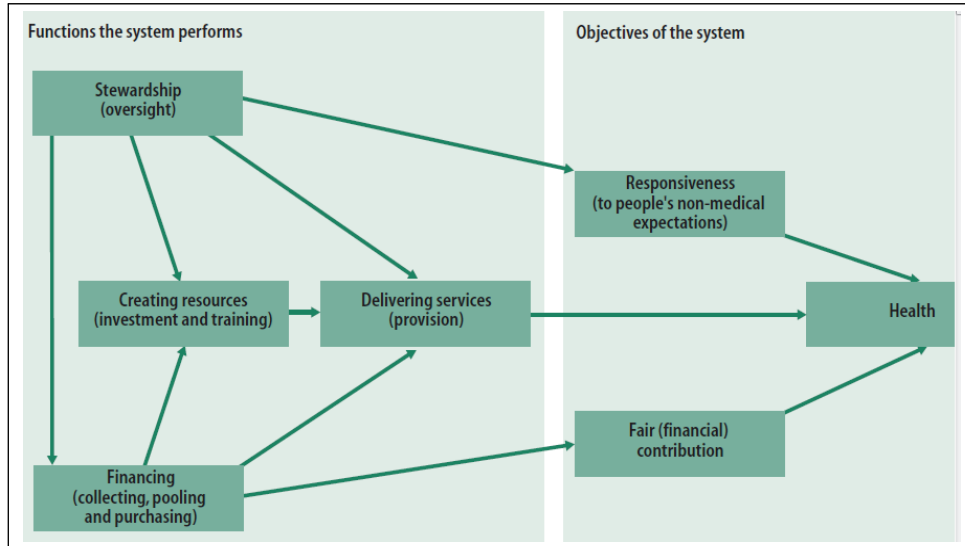 Functions the system performs
Objectives of the system
Stewardship
(oversight)
Responsiveness
(to people's non-medical
expectations)
Creating resources
(investment and training)
Delivering services
(provision)
Health
Fair (financial)
contribution
Financing
(collecting, pooling
and purchasing)